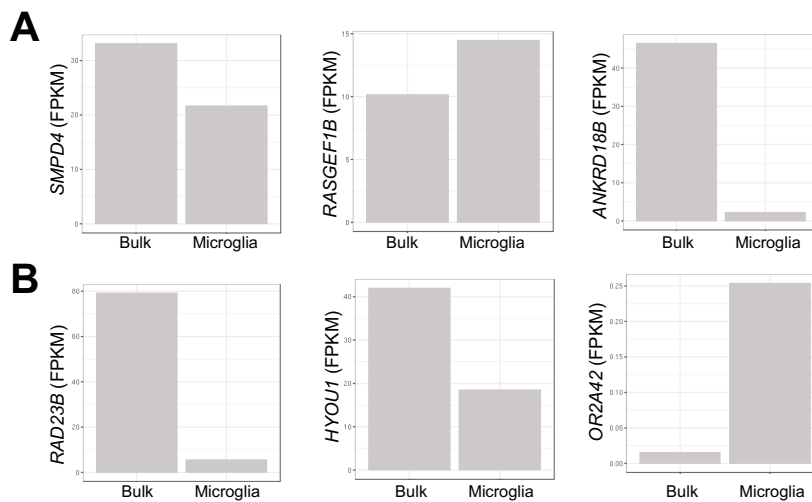 A
SMPD4 (FPKM)
30
20
10
0
Bulk Microglia
RASGEF1B (FPKM)
15
10
5
0
Bulk Microglia
ANKRD18B (FPKM)
40
30
20
10
0
Bulk Microglia
B
RAD23B (FPKM)
80
60
40
20
0
Bulk Microglia
HYOU1 (FPKM)
40
30
20
10
0
Bulk Microglia
OR2A42 (FPKM)
0.25
0.20
0.15
0.10
0.05
0.00
Bulk Microglia